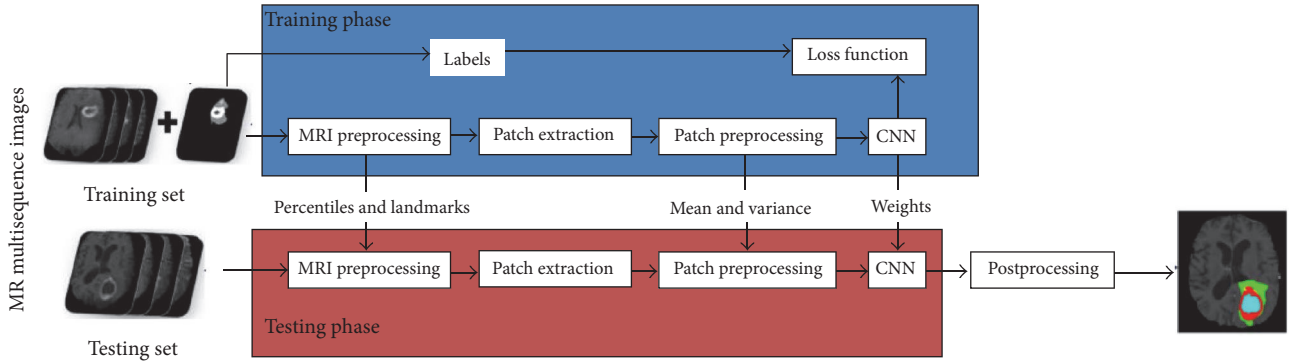 MR multisequence images
Training phase
Labels
Loss function
MRI preprocessing
Patch extraction
Patch preprocessing
CNN
Training set
Percentiles and landmarks
Mean and variance
Weights
MRI preprocessing
Patch extraction
Patch preprocessing
CNN
Postprocessing
Testing phase
Testing set